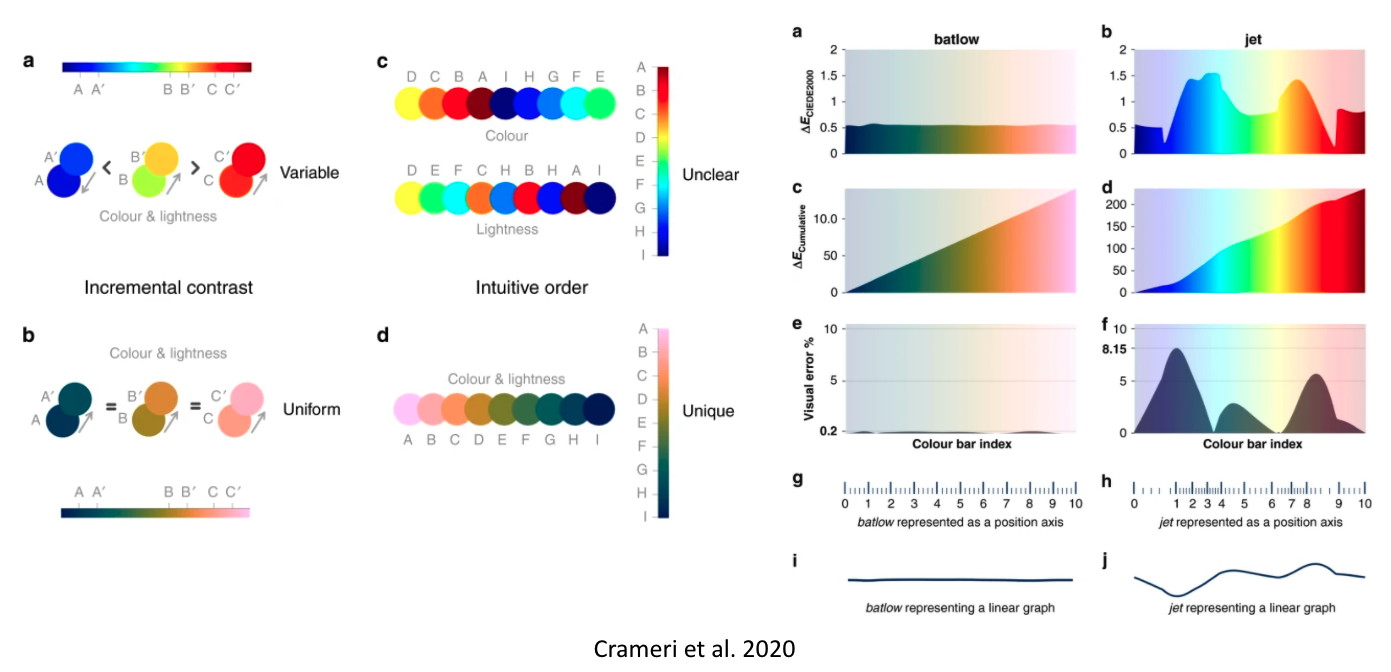 a
A A′ B B′ C C′
A′ B′ C′
A < B > C Variable
Colour & lightness
Incremental contrast
b
Colour & lightness
A′ B′ C′
A = B = C Uniform
A A′ B B′ C C′
c
D C B A I H G F E
Colour
D E F C H B H A I
Lightness
A
B
C
D
E
F
G
H
I
Unclear
Intuitive order
d
Colour & lightness
A B C D E F G H I
A
B
C
D
E
F
G
H
I
Unique
a
batlow
ΔE CIEDE2000
2
1.5
1
0.5
0
b
jet
2
1.5
1
0.5
0
c
ΔE Cumulative
10.0
50
0
d
200
150
100
50
0
e
Visual error %
10
5
0.2
Colour bar index
f
10
8.15
5
0
Colour bar index
g
0 1 2 3 4 5 6 7 8 9 10
batlow represented as a position axis
h
0 1 2 3 4 5 6 7 8 9 10
jet represented as a position axis
i
batlow representing a linear graph
j
jet representing a linear graph
Crameri et al. 2020